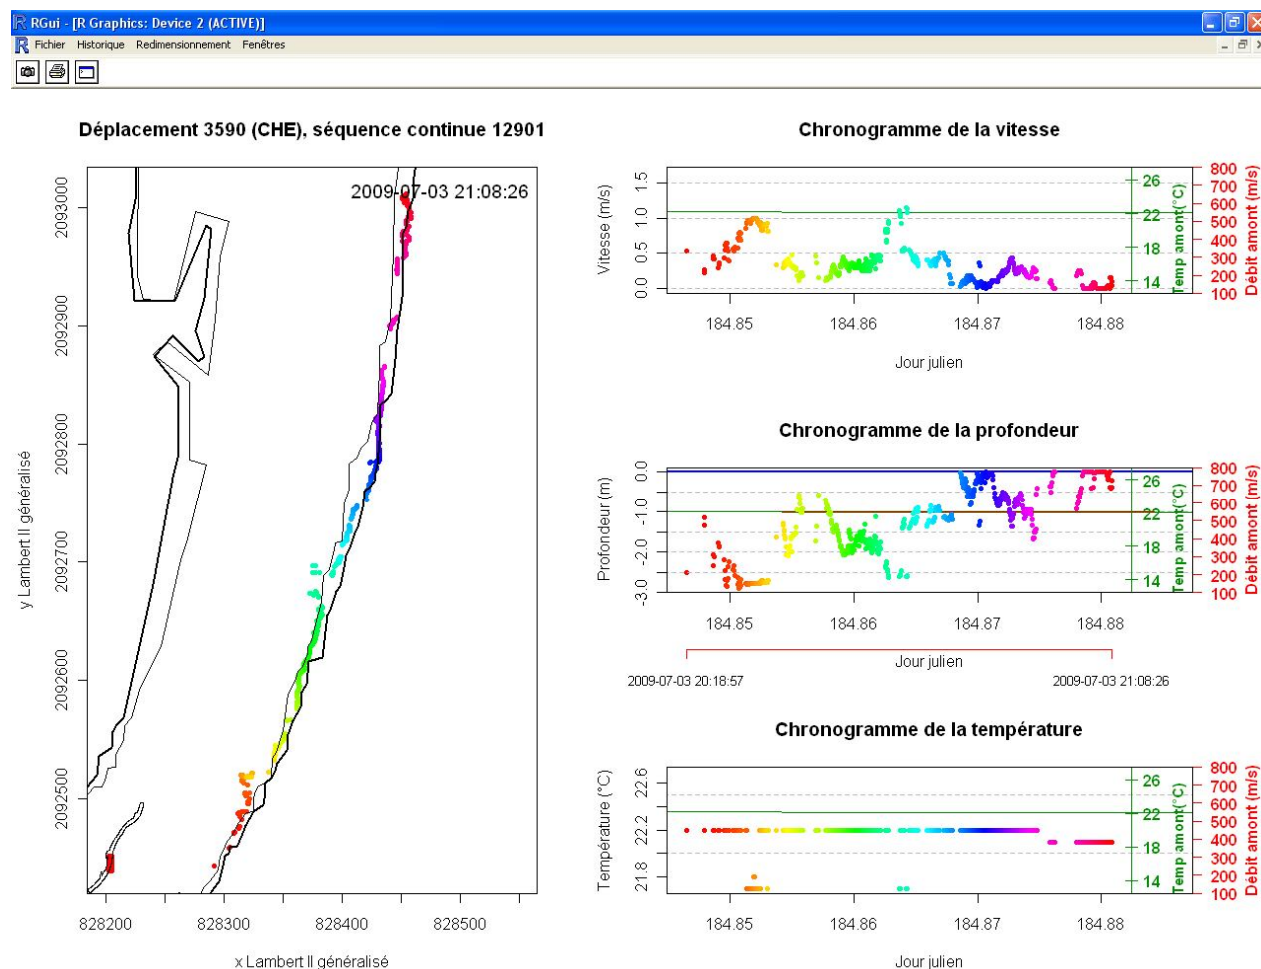 RGui - [R Graphics: Device 2 (ACTIVE)]
Fichier Historique Redimensionnement Fenêtres
Déplacement 3590 (CHE), séquence continue 12901
2009-07-03 21:08:26
y Lambert II généralisé
2093000
2092900
2092800
2092700
2092600
2092500
828200 828300 828400 828500
x Lambert II généralisé
Chronogramme de la vitesse
Vitesse (m/s)
1.5
1.0
0.5
0.0
26
22
18
14
Temp amont(°C)
800
700
600
500
400
300
200
100
Débit amont (m/s)
184.85 184.86 184.87 184.88
Jour julien
Chronogramme de la profondeur
Profondeur (m)
0.0
-1.0
-2.0
-3.0
26
22
18
14
Temp amont(°C)
800
700
600
500
400
300
200
100
Débit amont (m/s)
184.85 184.86 184.87 184.88
Jour julien
2009-07-03 20:18:57 2009-07-03 21:08:26
Chronogramme de la température
Température (°C)
22.6
22.2
21.8
26
22
18
14
Temp amont(°C)
800
700
600
500
400
300
200
100
Débit amont (m/s)
184.85 184.86 184.87 184.88
Jour julien